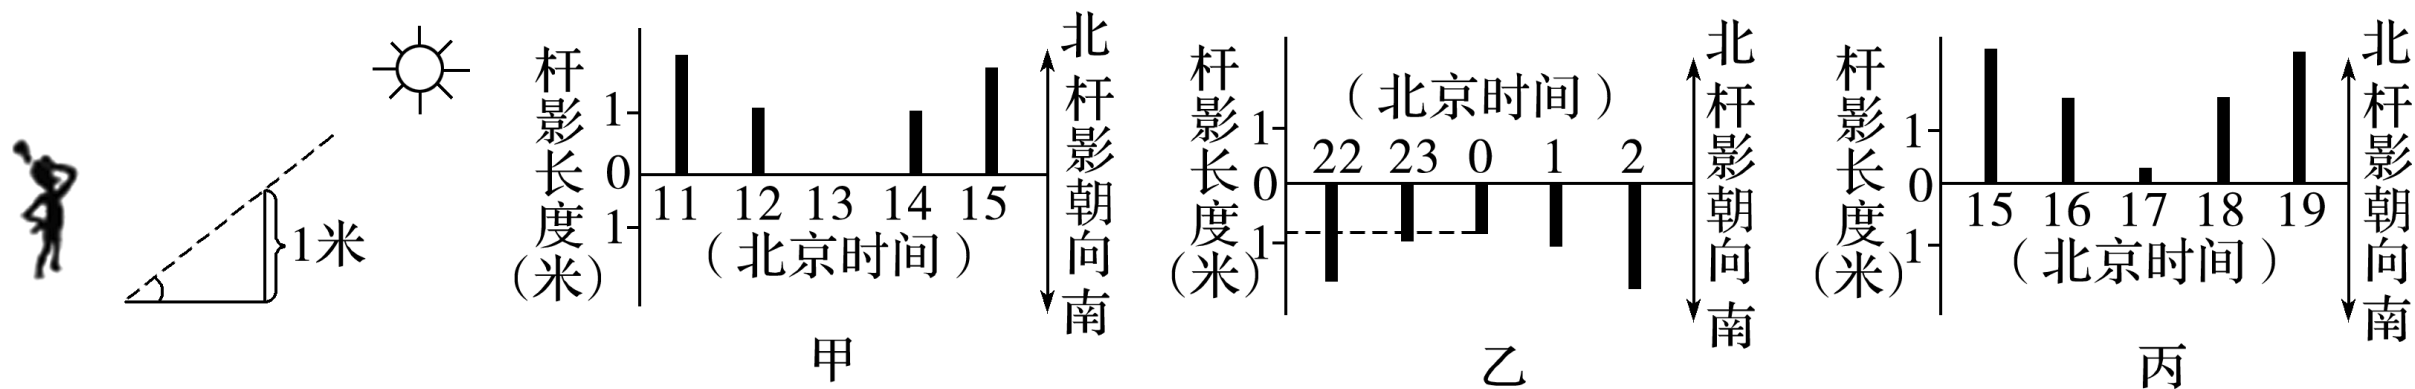 1米
杆影长度(米)
1
0
1
11 12 13 14 15
(北京时间)
北
杆影朝向
南
甲
杆影长度(米)
(北京时间)
1
22 23 0 1 2
0
1
北
杆影朝向
南
乙
杆影长度(米)
1
0
1
15 16 17 18 19
(北京时间)
北
杆影朝向
南
丙